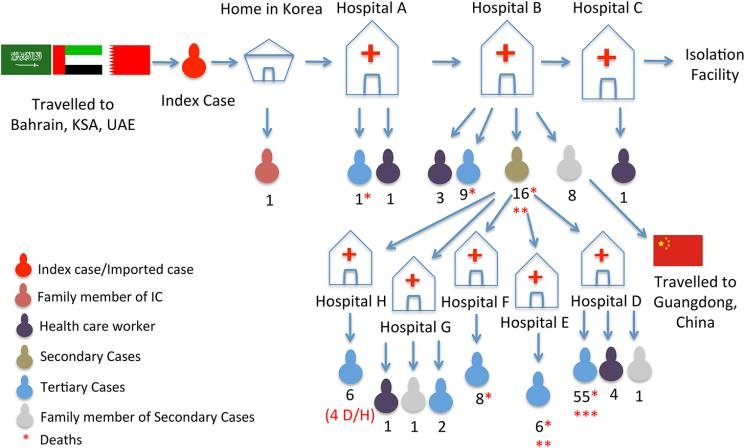 Home in Korea
Hospital A
Hospital B
Hospital C
Isolation
Facility
Index Case
Travelled to
Bahrain, KSA, UAE
1
1*
1
3
9*
16*
**
8
1
Hospital H
Hospital G
Hospital F
Hospital E
Hospital D
Travelled to
Guangdong,
China
6
(4 D/H)
1
1
2
8*
6*
**
55*
***
4
1
Index case/Imported case
Family member of IC
Health care worker
Secondary Cases
Tertiary Cases
Family member of Secondary Cases
* Deaths